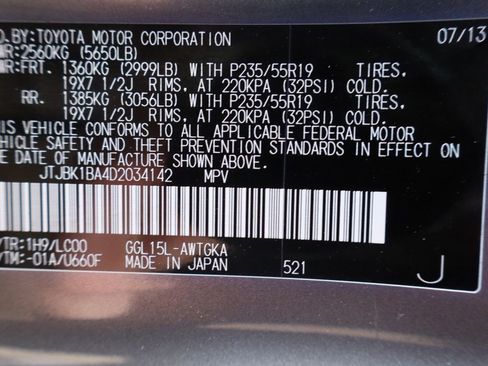 D.BY:TOYOTA MOTOR CORPORATION 07/13
WR:2560KG (5650LB)
WR:FRT. 1360KG (2999LB) WITH P235/55R19 TIRES,
19X7 1/2J RIMS, AT 220KPA (32PSI) COLD.
RR. 1385KG (3056LB) WITH P235/55R19 TIRES,
19X7 1/2J RIMS, AT 220KPA (32PSI) COLD.
IS VEHICLE CONFORMS TO ALL APPLICABLE FEDERAL MOTOR
HICLE SAFETY AND THEFT PREVENTION STANDARDS IN EFFECT ON
E DATE OF MANUFACTURE SHOWN ABOVE.
JTJBK1BA4D2034142 MPV
/TR:1H9/LC00 GGL15L-AWTGKA
/TM:-01A/U660F MADE IN JAPAN 521 J